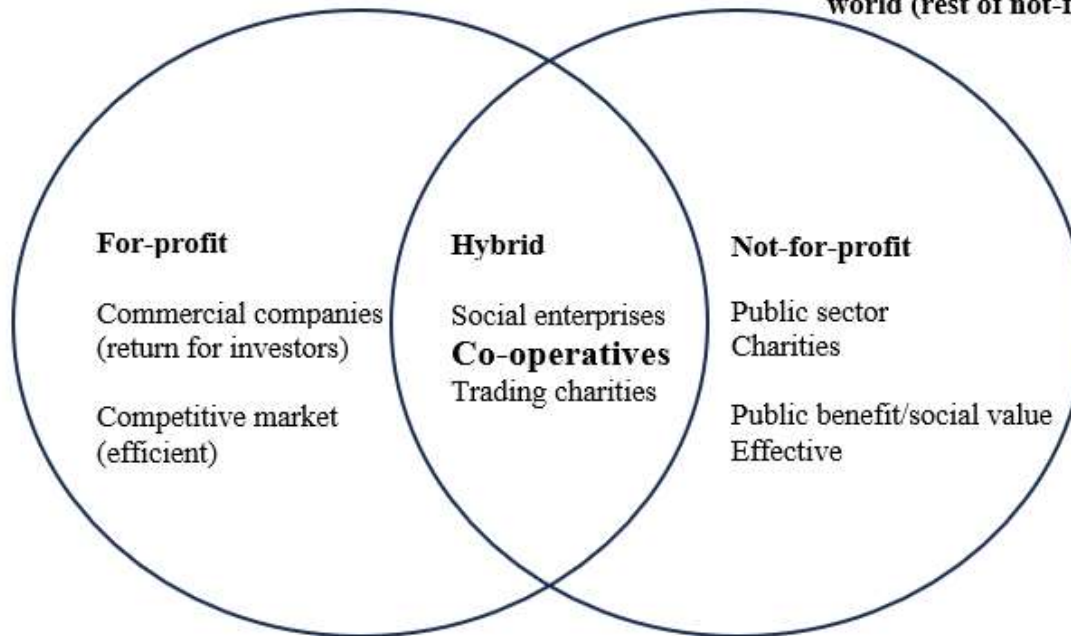 world (rest of
For-profit
Commercial companies
(return for investors)
Competitive market
(efficient)
Hybrid
Social enterprises
Co-operatives
Trading charities
Not-for-profit
Public sector
Charities
Public benefit/social value
Effective